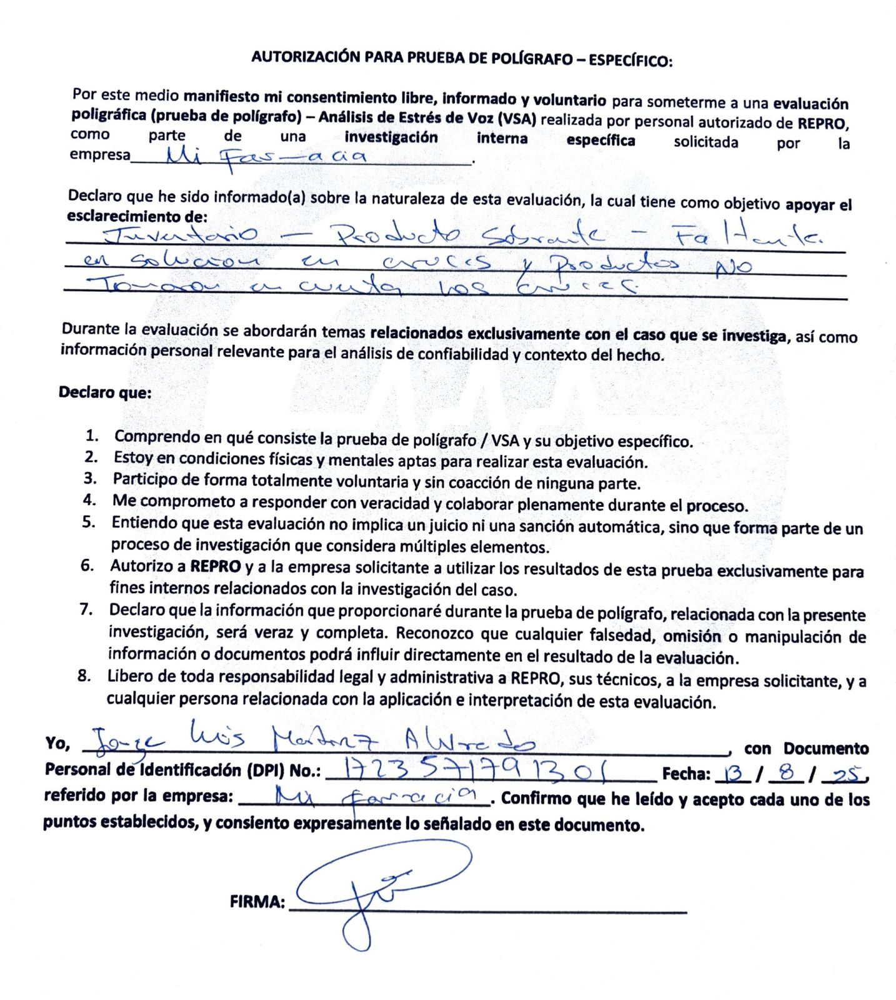 AUTORIZACIÓN PARA PRUEBA DE POLÍGRAFO – ESPECÍFICO:
Por este medio manifiesto mi consentimiento libre, informado y voluntario para someterme a una evaluación
poligráfica (prueba de polígrafo) – Análisis de Estrés de Voz (VSA) realizada por personal autorizado de REPRO,
como parte de una investigación interna específica solicitada por la
empresa Mi Farmacia.
Declaro que he sido informado(a) sobre la naturaleza de esta evaluación, la cual tiene como objetivo apoyar el
esclarecimiento de:
Inventario – Producto Sobrante – Faltante.
en solucion en cruces y Productos NO
Tomaron en cuenta los cruces.
Durante la evaluación se abordarán temas relacionados exclusivamente con el caso que se investiga, así como
información personal relevante para el análisis de confiabilidad y contexto del hecho.
Declaro que:
1. Comprendo en qué consiste la prueba de polígrafo / VSA y su objetivo específico.
2. Estoy en condiciones físicas y mentales aptas para realizar esta evaluación.
3. Participo de forma totalmente voluntaria y sin coacción de ninguna parte.
4. Me comprometo a responder con veracidad y colaborar plenamente durante el proceso.
5. Entiendo que esta evaluación no implica un juicio ni una sanción automática, sino que forma parte de un
proceso de investigación que considera múltiples elementos.
6. Autorizo a REPRO y a la empresa solicitante a utilizar los resultados de esta prueba exclusivamente para
fines internos relacionados con la investigación del caso.
7. Declaro que la información que proporcionaré durante la prueba de polígrafo, relacionada con la presente
investigación, será veraz y completa. Reconozco que cualquier falsedad, omisión o manipulación de
información o documentos podrá influir directamente en el resultado de la evaluación.
8. Libero de toda responsabilidad legal y administrativa a REPRO, sus técnicos, a la empresa solicitante, y a
cualquier persona relacionada con la aplicación e interpretación de esta evaluación.
Yo, Jorge Luis Martinez Alvarado, con Documento
Personal de Identificación (DPI) No.: 1723571791301 Fecha: 13 / 8 / 25,
referido por la empresa: Mi farmacia. Confirmo que he leído y acepto cada uno de los
puntos establecidos, y consiento expresamente lo señalado en este documento.
FIRMA: